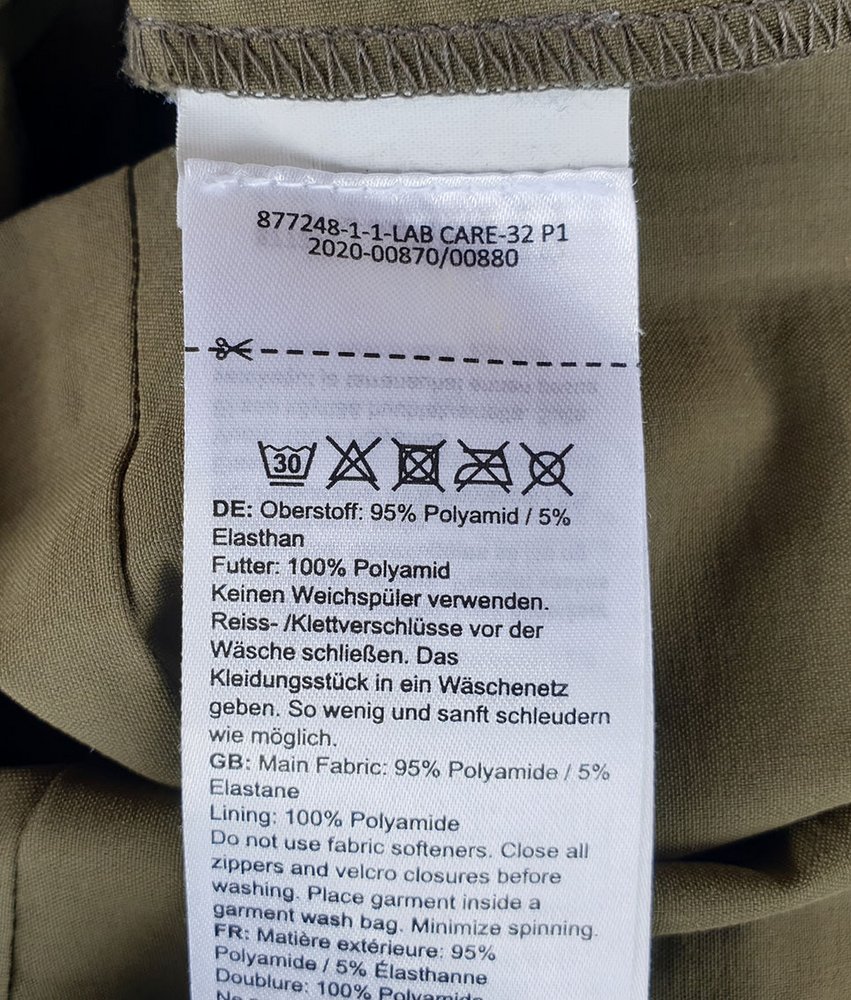 877248-1-1-LAB CARE-32 P1
2020-00870/00880
30
DE: Oberstoff: 95% Polyamid / 5%
Elasthan
Futter: 100% Polyamid
Keinen Weichspüler verwenden.
Reiss- /Klettverschlüsse vor der
Wäsche schließen. Das
Kleidungsstück in ein Wäschenetz
geben. So wenig und sanft schleudern
wie möglich.
GB: Main Fabric: 95% Polyamide / 5%
Elastane
Lining: 100% Polyamide
Do not use fabric softeners. Close all
zippers and velcro closures before
washing. Place garment inside a
garment wash bag. Minimize spinning.
FR: Matière extérieure: 95%
Polyamide / 5% Élasthanne
Doublure: 100% Polyamide